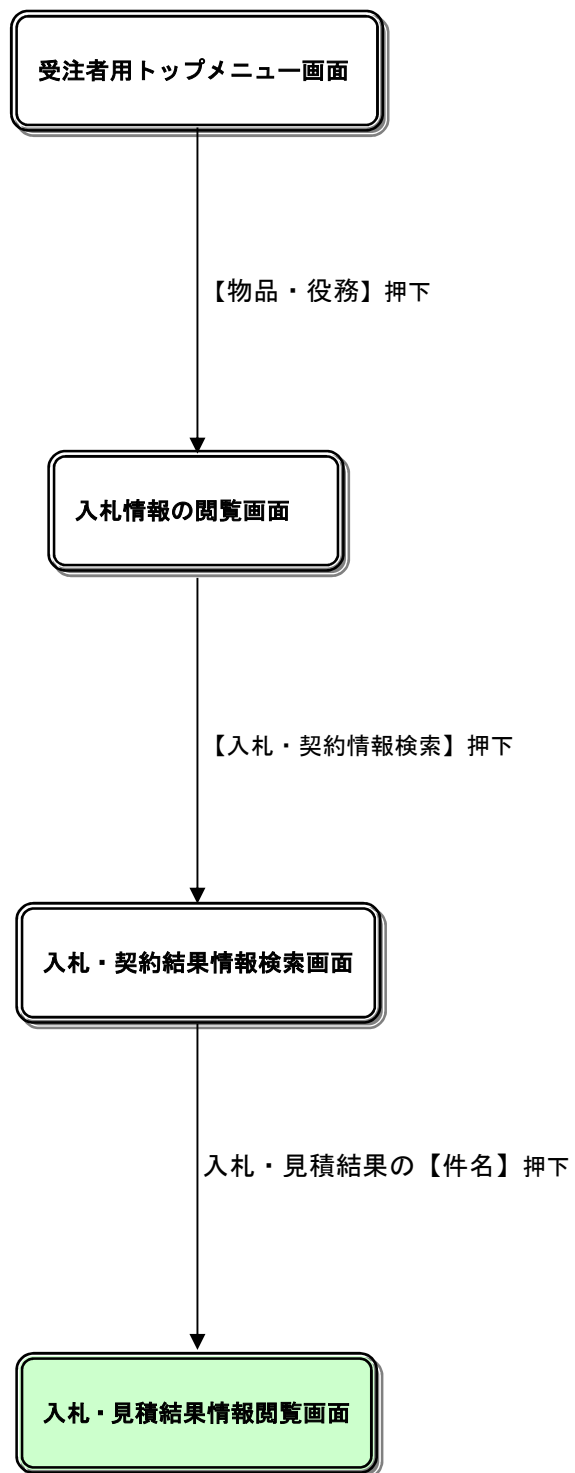 受注者用トップメニュー画面
【物品・役務】押下
入札情報の閲覧画面
【入札・契約情報検索】押下
入札・契約結果情報検索画面
入札・見積結果の【件名】押下
入札・見積結果情報閲覧画面